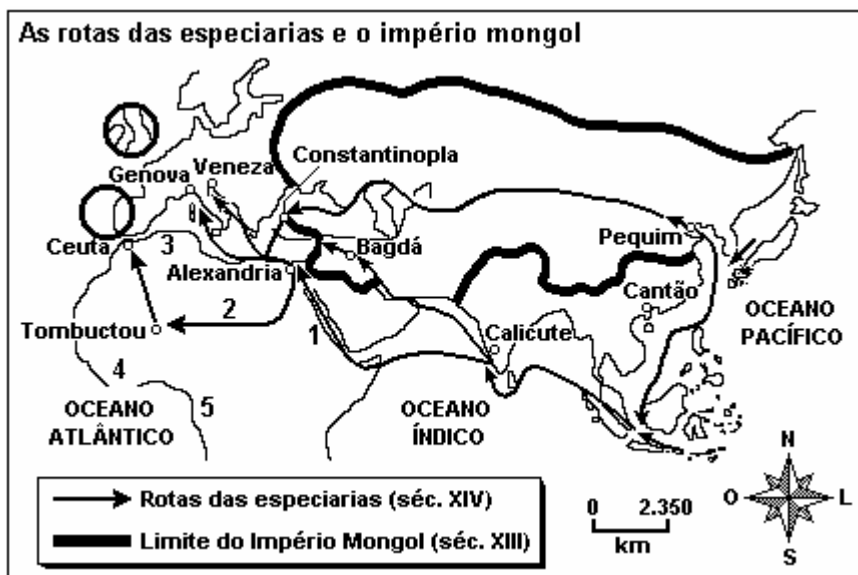 As rotas das especiarias e o império mongol
Constantinopla
Veneza
Genova
Ceuta
3
Bagdá
Pequim
Alexandria
Cantão
2
1
Tombuctou
Calicute
OCEANO
PACÍFICO
4
5
OCEANO
ATLÂNTICO
OCEANO
ÍNDICO
N
O
L
S
Rotas das especiarias (séc. XIV)
Limite do Império Mongol (séc. XIII)
0 2.350
km